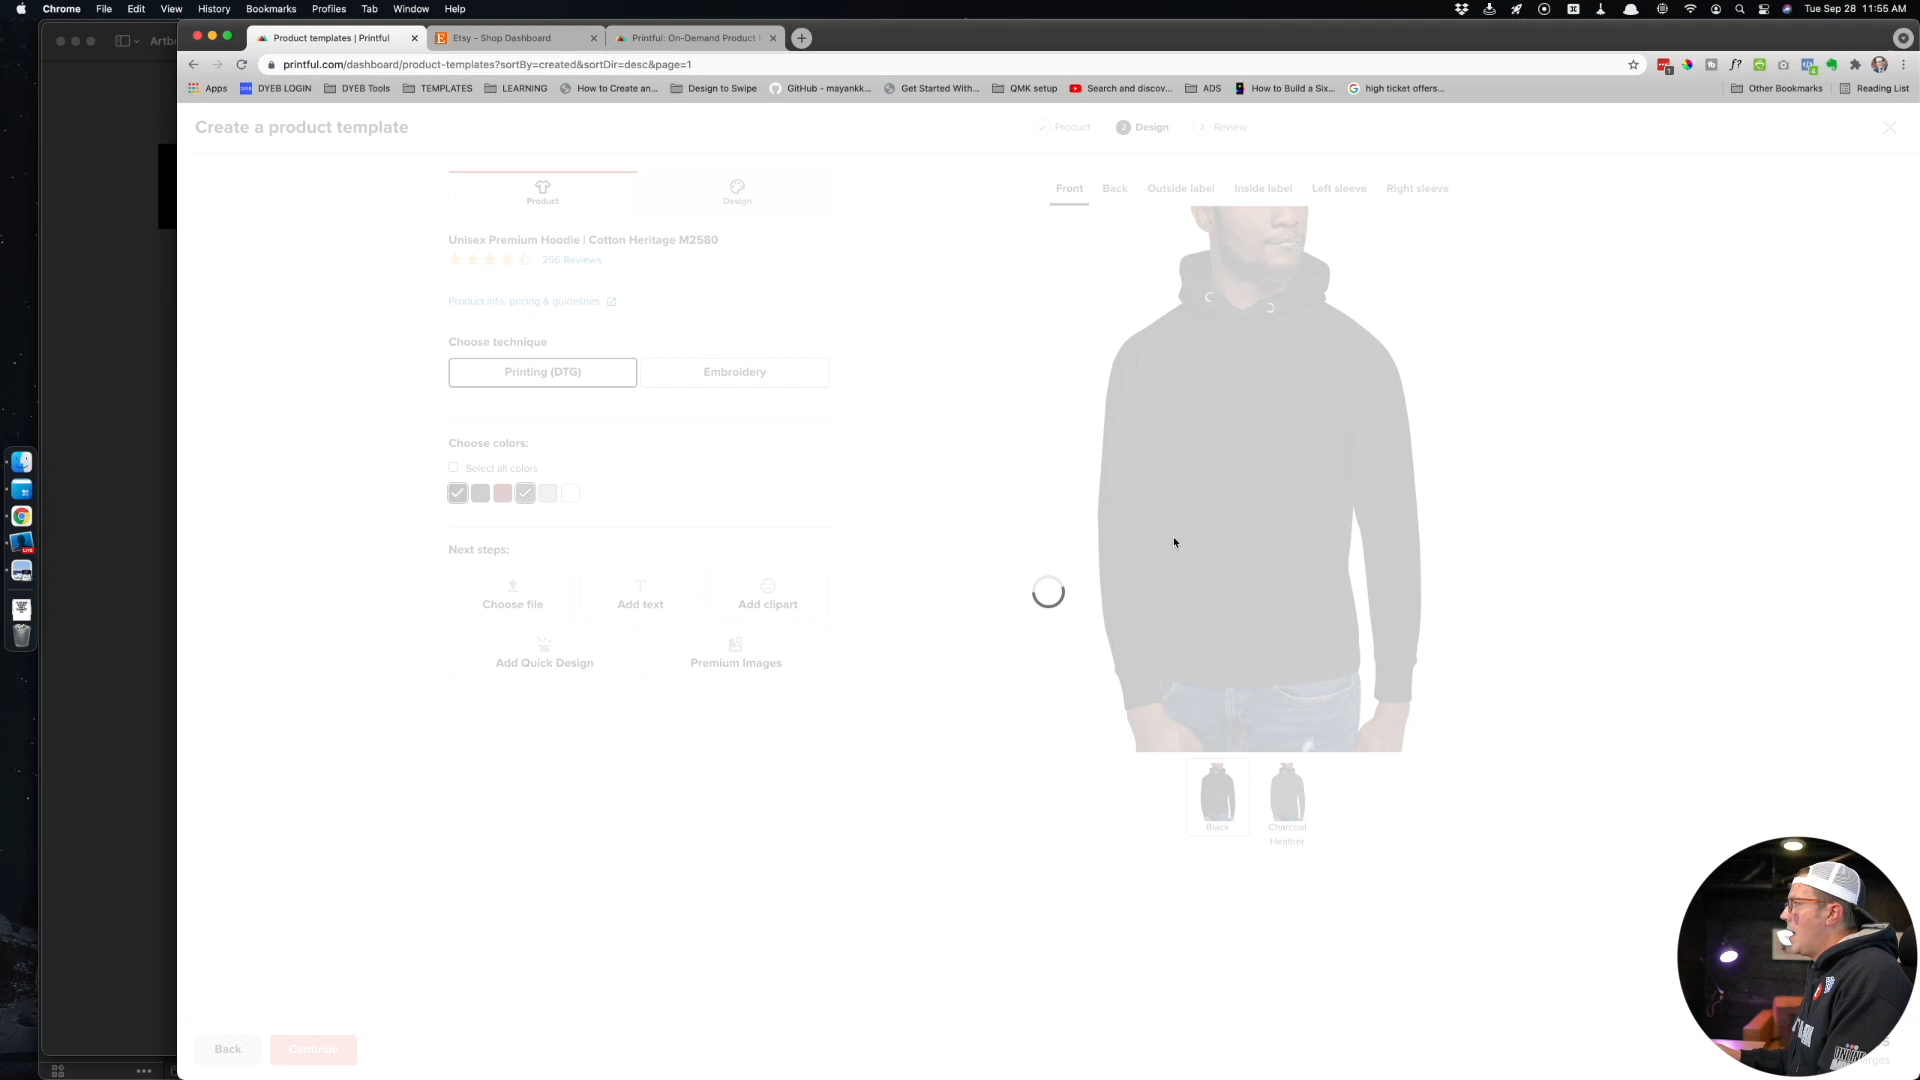 Chrome File Edit View History Bookmarks Profiles Tab Window Help
Tue Sep 28 11:55 AM
Product templates | Printful
Etsy - Shop Dashboard
Printful: On-Demand Product
printful.com/dashboard/product-templates?sortBy=created&sortDir=desc&page=1
Apps DYEB LOGIN DYEB Tools TEMPLATES LEARNING How to Create an... Design to Swipe GitHub - mayankk... Get Started With... QMK setup Search and discov... ADS How to Build a Six... high ticket offers... Other Bookmarks Reading List
Create a product template
Product
2 Design
3 Review
Product
Design
Front Back Outside label Inside label Left sleeve Right sleeve
Unisex Premium Hoodie | Cotton Heritage M2580
296 Reviews
Product info, pricing & guidelines
Choose technique
Printing (DTG)
Embroidery
Choose colors:
Select all colors
Next steps:
Choose file
Add text
Add clipart
Add Quick Design
Premium Images
Black
Charcoal
Heather
Back
Continue